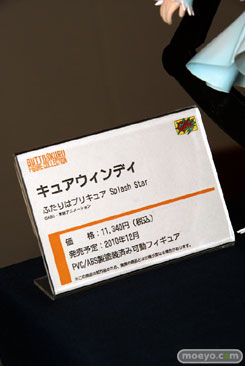 キュアウィンディ
ふたりはプリキュア Splash Star
価　格：11,340円（税込）
発売予定：2010年12月
PVC/ABS製塗装済み可動フィギュア
moeyo.com